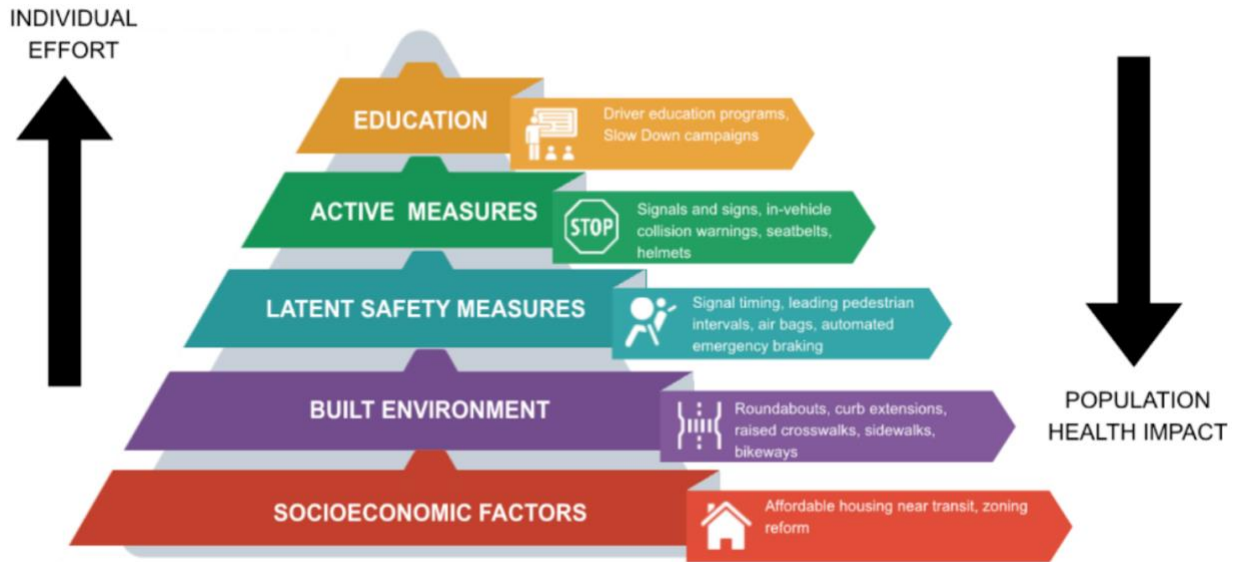 INDIVIDUAL
EFFORT
EDUCATION
Driver education programs,
Slow Down campaigns
ACTIVE MEASURES
STOP
Signals and signs, in-vehicle
collision warnings, seatbelts,
helmets
LATENT SAFETY MEASURES
Signal timing, leading pedestrian
intervals, air bags, automated
emergency braking
BUILT ENVIRONMENT
Roundabouts, curb extensions,
raised crosswalks, sidewalks,
bikeways
SOCIOECONOMIC FACTORS
Affordable housing near transit, zoning
reform
POPULATION
HEALTH IMPACT